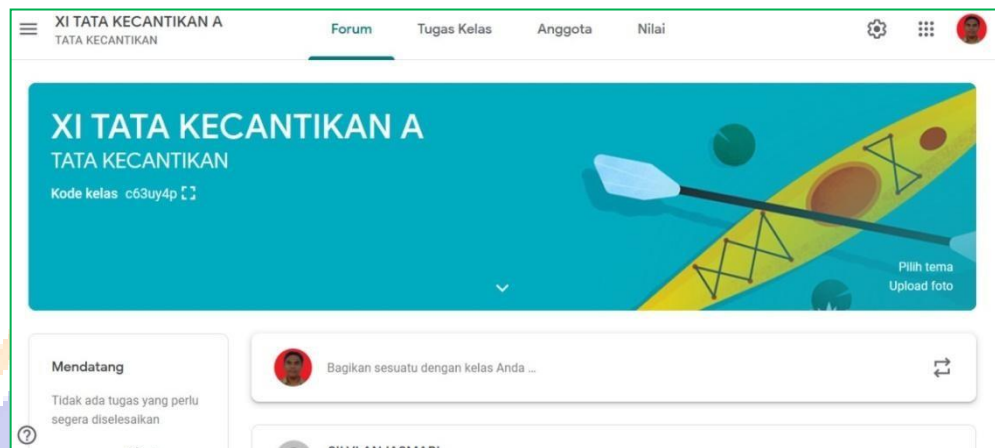 XI TATA KECANTIKAN A
TATA KECANTIKAN
Forum Tugas Kelas Anggota Nilai
XI TATA KECANTIKAN A
TATA KECANTIKAN
Kode kelas c63uy4p
Pilih tema
Upload foto
Mendatang
Tidak ada tugas yang perlu
segera diselesaikan
Bagikan sesuatu dengan kelas Anda ...